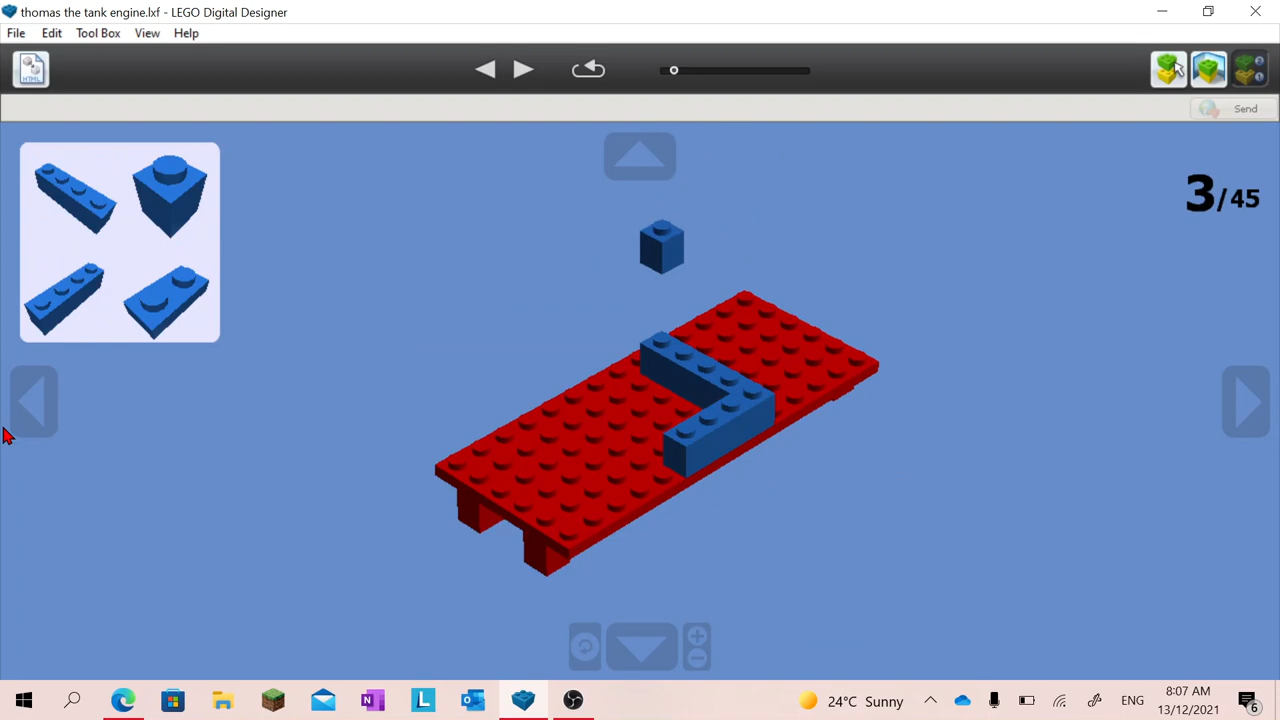 thomas the tank engine.lxf - LEGO Digital Designer
File Edit Tool Box View Help
HTML
Send
3/45
24°C Sunny
ENG
8:07 AM
13/12/2021
6